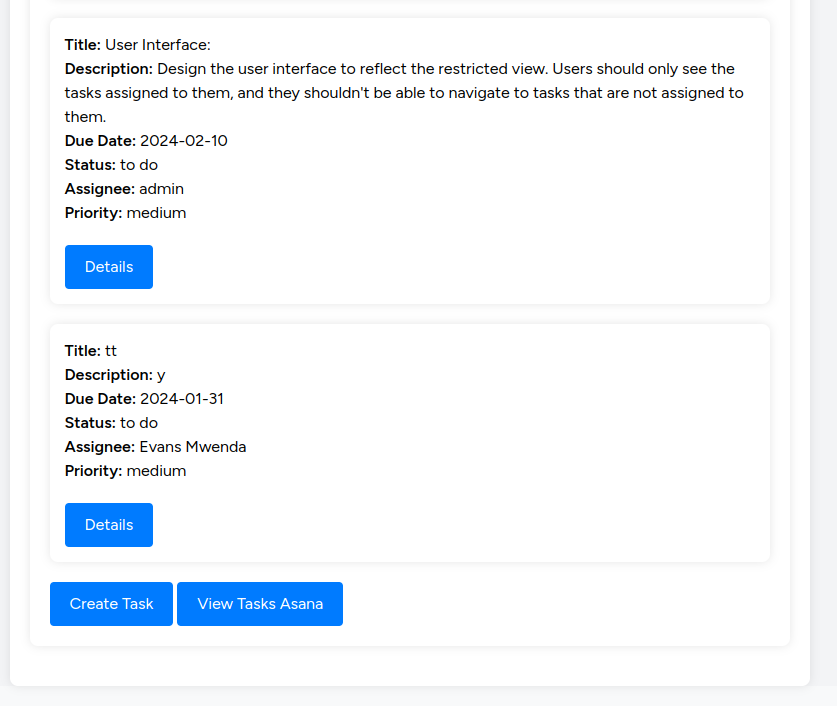 Title: User Interface:
Description: Design the user interface to reflect the restricted view. Users should only see the
tasks assigned to them, and they shouldn't be able to navigate to tasks that are not assigned to
them.
Due Date: 2024-02-10
Status: to do
Assignee: admin
Priority: medium
Details
Title: tt
Description: y
Due Date: 2024-01-31
Status: to do
Assignee: Evans Mwenda
Priority: medium
Details
Create Task View Tasks Asana